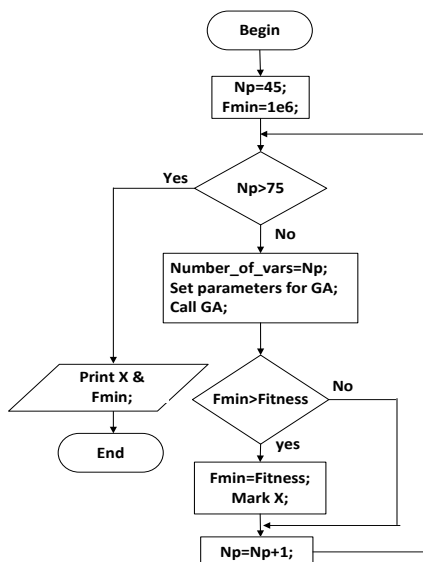 Begin
Np=45;
Fmin=1e6;
Yes
Np>75
No
Number_of_vars=Np;
Set parameters for GA;
Call GA;
Print X &
Fmin;
Fmin>Fitness
No
End
yes
Fmin=Fitness;
Mark X;
Np=Np+1;